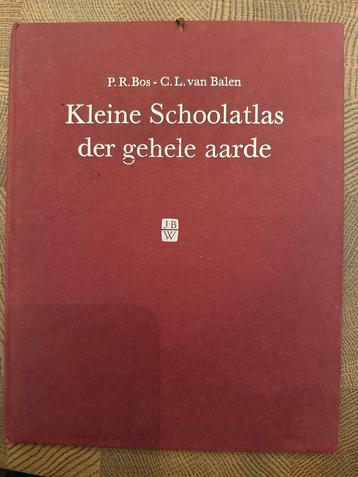 P. R. Bos - C. L. van Balen
Kleine Schoolatlas
der gehele aarde
J·B
W